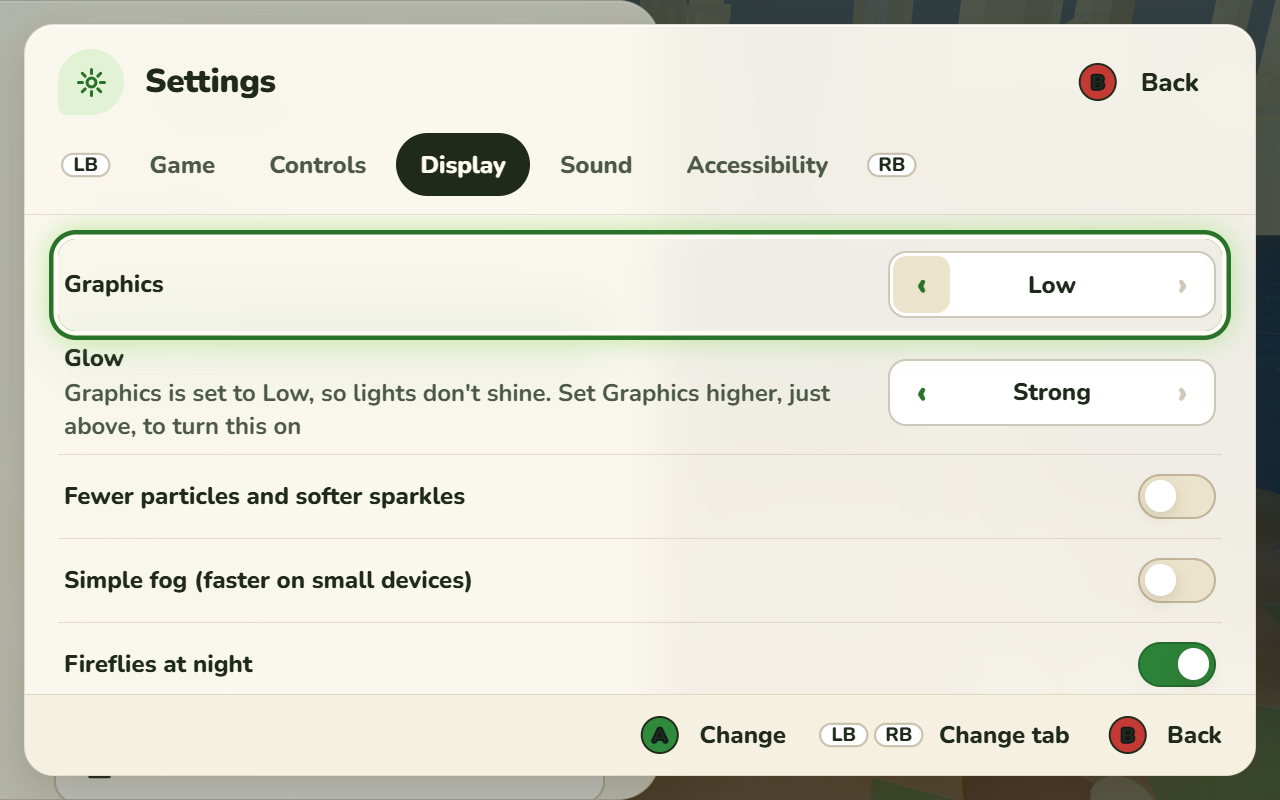 Settings
B Back
LB Game Controls Display Sound Accessibility RB
Graphics
‹ Low ›
Glow
Graphics is set to Low, so lights don't shine. Set Graphics higher, just
above, to turn this on
‹ Strong ›
Fewer particles and softer sparkles
Simple fog (faster on small devices)
Fireflies at night
A Change LB RB Change tab B Back